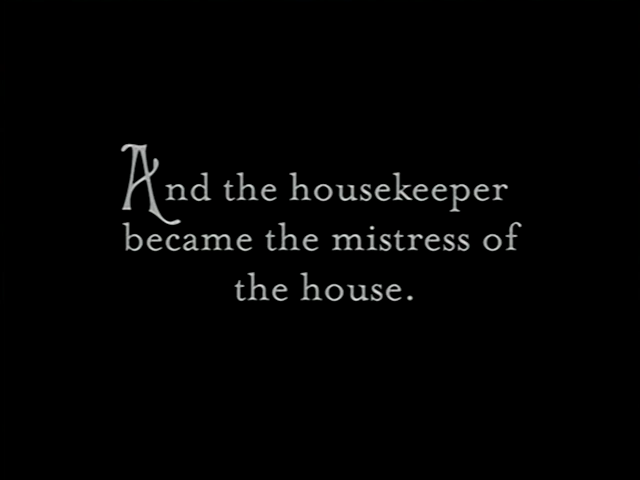 And the housekeeper
became the mistress of
the house.